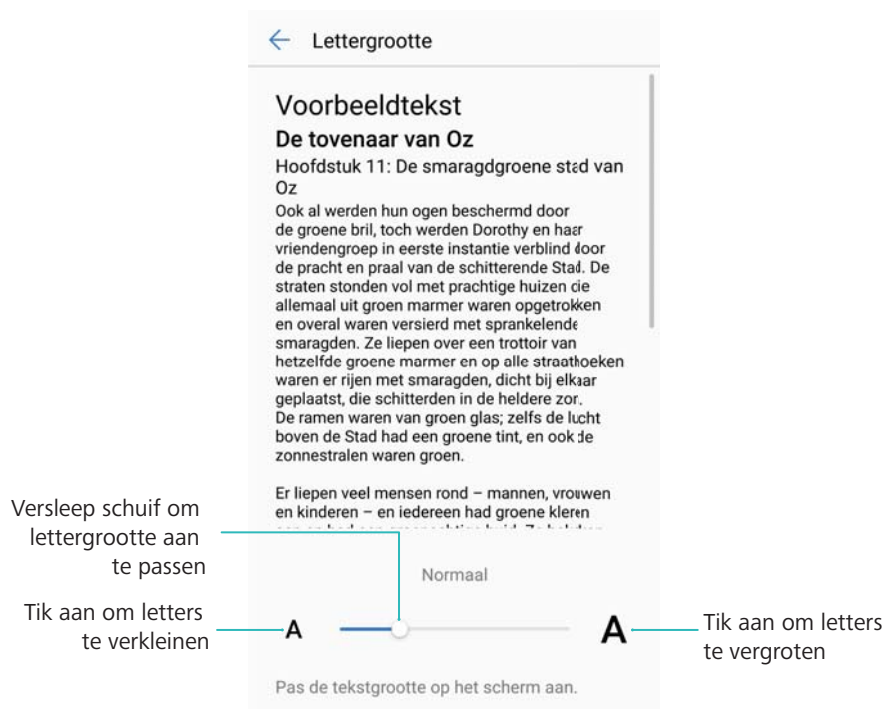 Lettergrootte
Voorbeeldtekst
De tovenaar van Oz
Hoofdstuk 11: De smaragdgroene stad van
Oz
Ook al werden hun ogen beschermd door
de groene bril, toch werden Dorothy en haar
vriendengroep in eerste instantie verblind door
de pracht en praal van de schitterende Stad. De
straten stonden vol met prachtige huizen die
allemaal uit groen marmer waren opgetrokken
en overal waren versierd met sprankelende
smaragden. Ze liepen over een trottoir van
hetzelfde groene marmer en op alle straathoeken
waren er rijen met smaragden, dicht bij elkaar
geplaatst, die schitterden in de heldere zon.
De ramen waren van groen glas; zelfs de lucht
boven de Stad had een groene tint, en ook de
zonnestralen waren groen.
Er liepen veel mensen rond – mannen, vrouwen
en kinderen – en iedereen had groene kleren
Versleep schuif om
lettergrootte aan
te passen
Normaal
Tik aan om letters
te verkleinen
A
A
Tik aan om letters
te vergroten
Pas de tekstgrootte op het scherm aan.